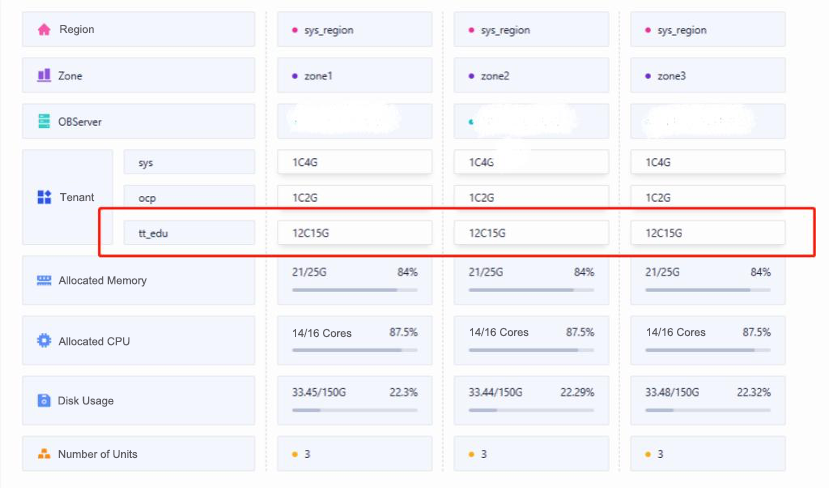 Region sys_region sys_region sys_region
Zone zone1 zone2 zone3
OBServer
sys 1C4G 1C4G 1C4G
Tenant ocp 1C2G 1C2G 1C2G
tt_edu 12C15G 12C15G 12C15G
Allocated Memory 21/25G 84% 21/25G 84% 21/25G 84%
Allocated CPU 14/16 Cores 87.5% 14/16 Cores 87.5% 14/16 Cores 87.5%
Disk Usage 33.45/150G 22.3% 33.44/150G 22.29% 33.48/150G 22.32%
Number of Units 3 3 3